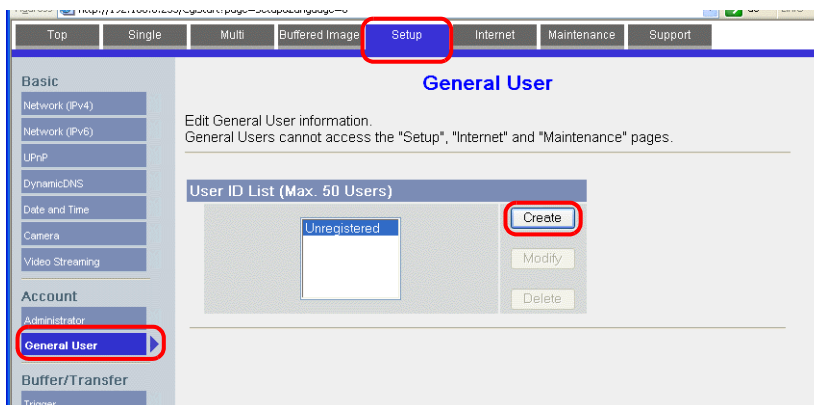 Top Single Multi Buffered Image Setup Internet Maintenance Support
Basic
Network (IPv4)
Network (IPv6)
UPnP
DynamicDNS
Date and Time
Camera
Video Streaming
Account
Administrator
General User
Buffer/Transfer
Trigger
General User
Edit General User information.
General Users cannot access the "Setup", "Internet" and "Maintenance" pages.
User ID List (Max. 50 Users)
Unregistered
Create
Modify
Delete